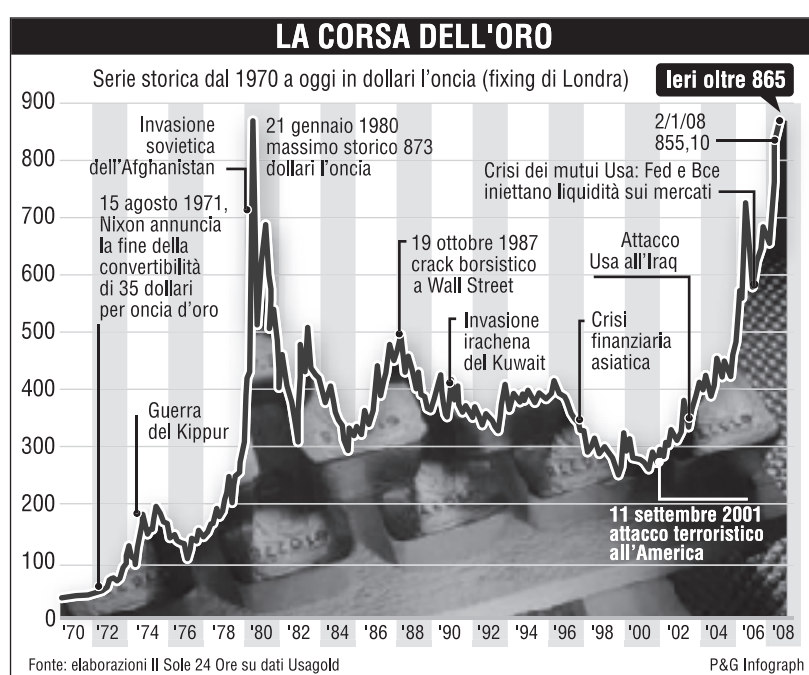 LA CORSA DELL'ORO
Serie storica dal 1970 a oggi in dollari l'oncia (fixing di Londra)
Ieri oltre 865
900
800
700
600
500
400
300
200
100
0
Invasione
sovietica
dell'Afghanistan
21 gennaio 1980
massimo storico 873
dollari l'oncia
2/1/08
855,10
Crisi dei mutui Usa: Fed e Bce
iniettano liquidità sui mercati
15 agosto 1971,
Nixon annuncia
la fine della
convertibilità
di 35 dollari
per oncia d'oro
19 ottobre 1987
crack borsistico
a Wall Street
Attacco
Usa all'Iraq
Invasione
irachena
del Kuwait
Crisi
finanziaria
asiatica
Guerra
del Kippur
11 settembre 2001
attacco terroristico
all'America
'70 '72 '74 '76 '78 '80 '82 '84 '86 '88 '90 '92 '94 '96 '98 '00 '02 '04 '06 '08
Fonte: elaborazioni Il Sole 24 Ore su dati Usagold
P&G Infograph